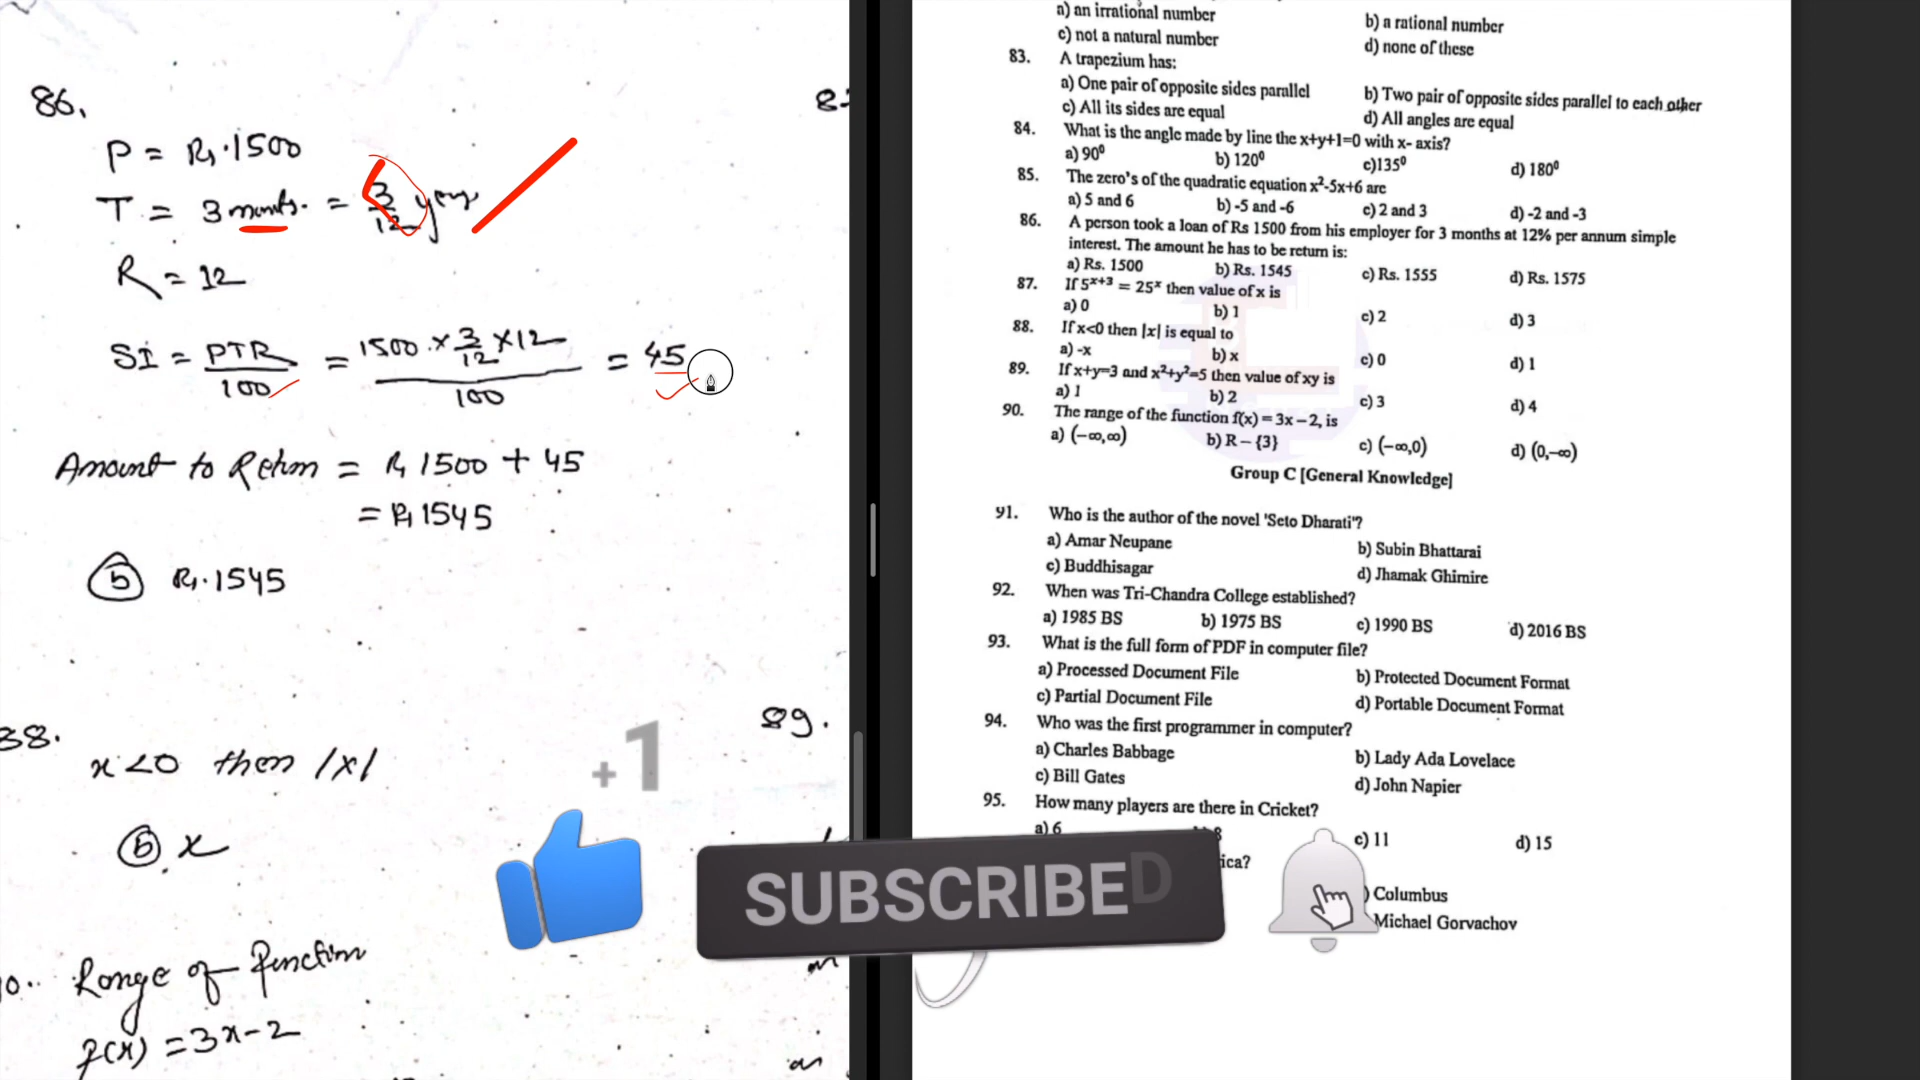 86.
P = Rs.1500
T = 3 months. = 3/12 years
R = 12
SI = PTR/100 = 1500 × 3/12 × 12 / 100 = 45
Amount to Return = Rs 1500 + 45
= Rs 1545
(b) Rs.1545
x<0 then |x|
(b) x
89.
Range of function
f(x) = 3x-2
+1
SUBSCRIBED
a) an irrational number b) a rational number
c) not a natural number d) none of these
83. A trapezium has:
a) One pair of opposite sides parallel b) Two pair of opposite sides parallel to each other
c) All its sides are equal d) All angles are equal
84. What is the angle made by line the x+y+1=0 with x- axis?
a) 90⁰ b) 120⁰ c)135⁰ d) 180⁰
85. The zero's of the quadratic equation x²-5x+6 are
a) 5 and 6 b) -5 and -6 c) 2 and 3 d) -2 and -3
86. A person took a loan of Rs 1500 from his employer for 3 months at 12% per annum simple
interest. The amount he has to be return is:
a) Rs. 1500 b) Rs. 1545 c) Rs. 1555 d) Rs. 1575
87. If 5ˣ⁺³ = 25ˣ then value of x is
a) 0 b) 1 c) 2 d) 3
88. If x<0 then |x| is equal to
a) -x b) x c) 0 d) 1
89. If x+y=3 and x²+y²=5 then value of xy is
a) 1 b) 2 c) 3 d) 4
90. The range of the function f(x) = 3x – 2, is
a) (−∞,∞) b) R – {3} c) (−∞,0) d) (0,−∞)
Group C [General Knowledge]
91. Who is the author of the novel 'Seto Dharati'?
a) Amar Neupane b) Subin Bhattarai
c) Buddhisagar d) Jhamak Ghimire
92. When was Tri-Chandra College established?
a) 1985 BS b) 1975 BS c) 1990 BS d) 2016 BS
93. What is the full form of PDF in computer file?
a) Processed Document File b) Protected Document Format
c) Partial Document File d) Portable Document Format
94. Who was the first programmer in computer?
a) Charles Babbage b) Lady Ada Lovelace
c) Bill Gates d) John Napier
95. How many players are there in Cricket?
a) 6 8 c) 11 d) 15
ica?
) Columbus
Michael Gorvachov